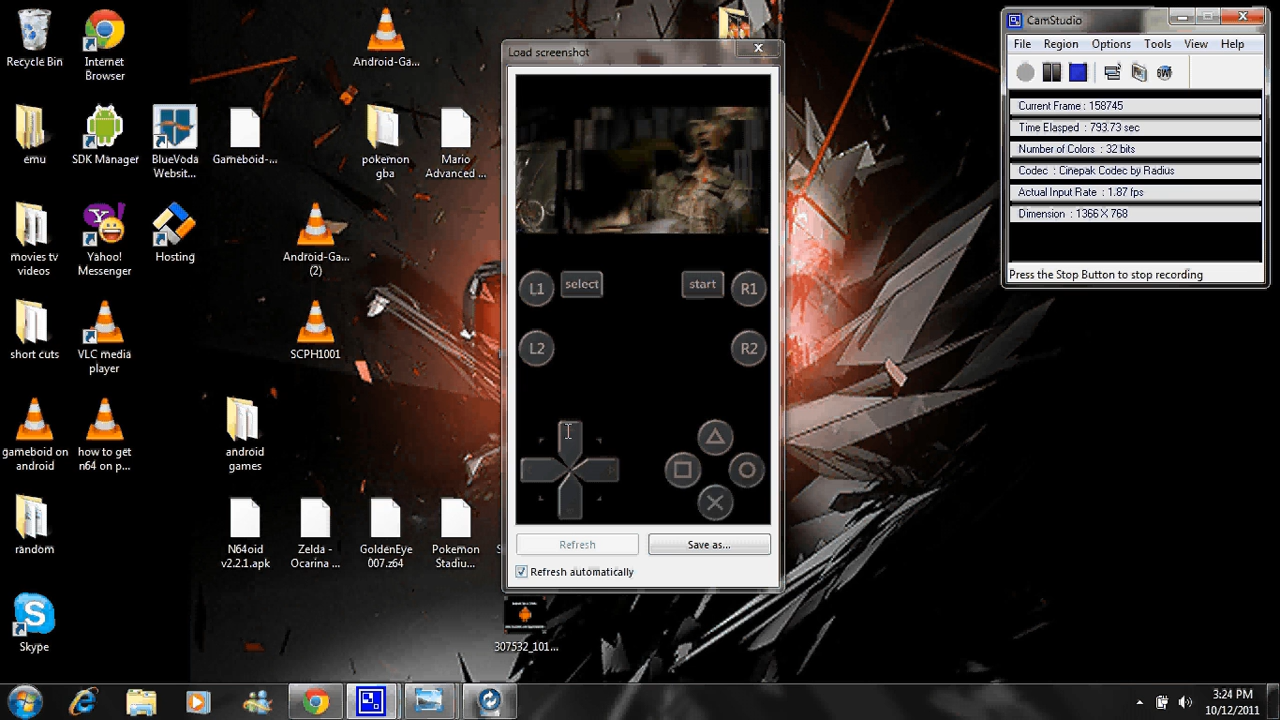 Recycle Bin
Internet
Browser
Android-Ga...
emu
SDK Manager
BlueVoda
Websit...
Gameboid-...
pokemon
gba
Mario
Advanced ...
movies tv
videos
Yahoo!
Messenger
Hosting
Android-Ga...
(2)
short cuts
VLC media
player
SCPH1001
gameboid on
android
how to get
n64 on p...
android
games
random
N64oid
v2.2.1.apk
Zelda -
Ocarina ...
GoldenEye
007.z64
Pokemon
Stadiu...
Skype
307532_101...
Load screenshot
L1
select
start
R1
L2
R2
Refresh
Save as...
Refresh automatically
CamStudio
File Region Options Tools View Help
Current Frame : 158745
Time Elasped : 793.73 sec
Number of Colors : 32 bits
Codec : Cinepak Codec by Radius
Actual Input Rate : 1.87 fps
Dimension : 1366 X 768
Press the Stop Button to stop recording
3:24 PM
10/12/2011